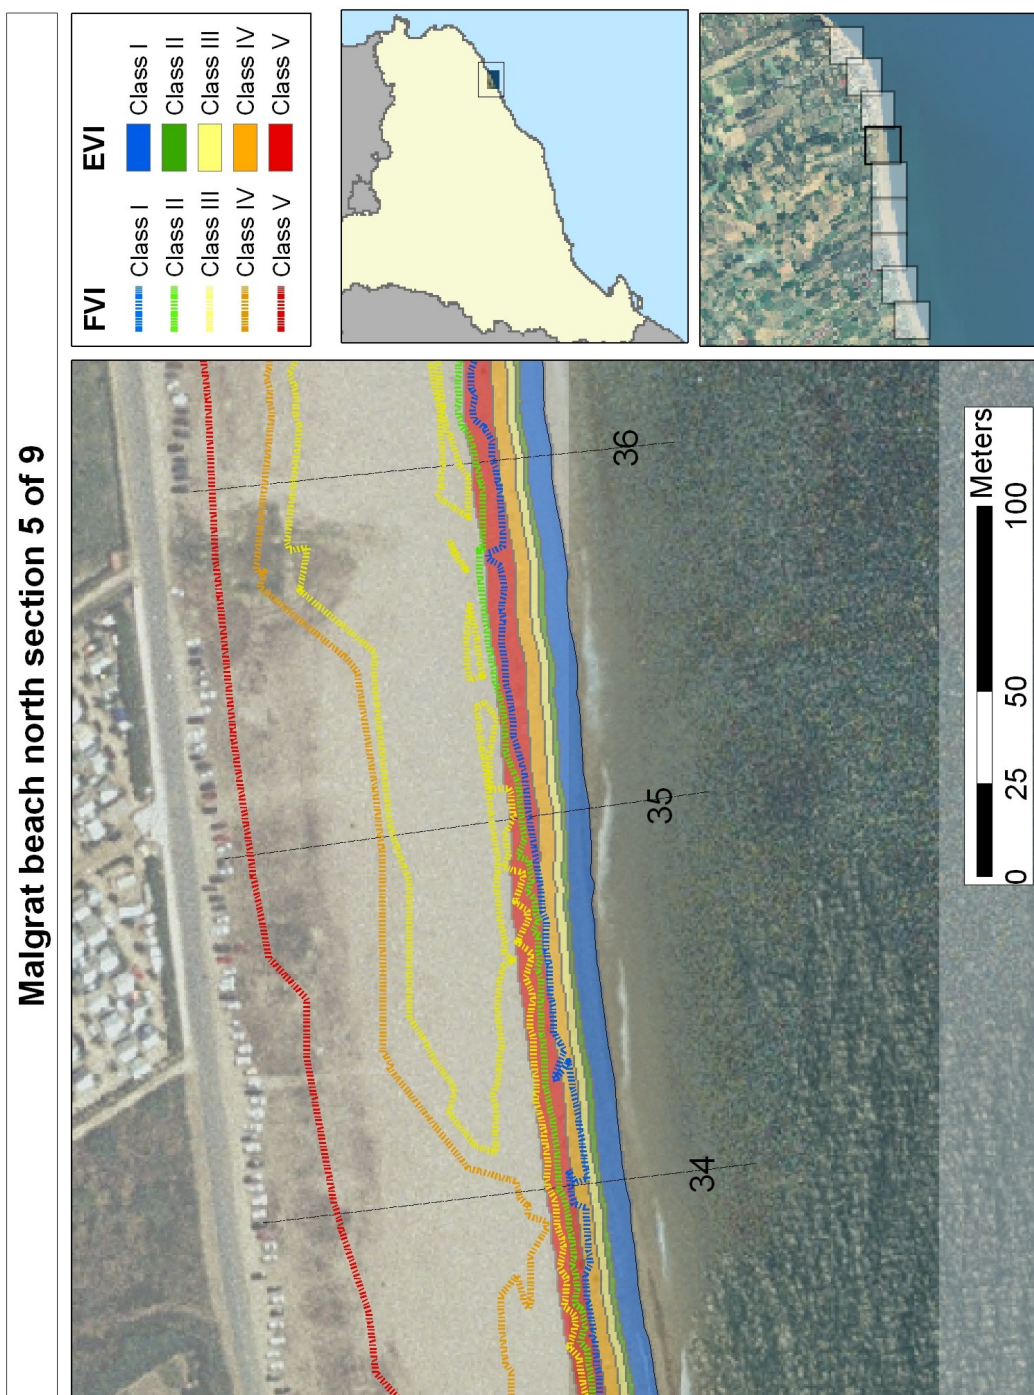 Malgrat beach north section 5 of 9
FVI EVI
Class I Class I
Class II Class II
Class III Class III
Class IV Class IV
Class V Class V
36
35
34
0 25 50 100 Meters